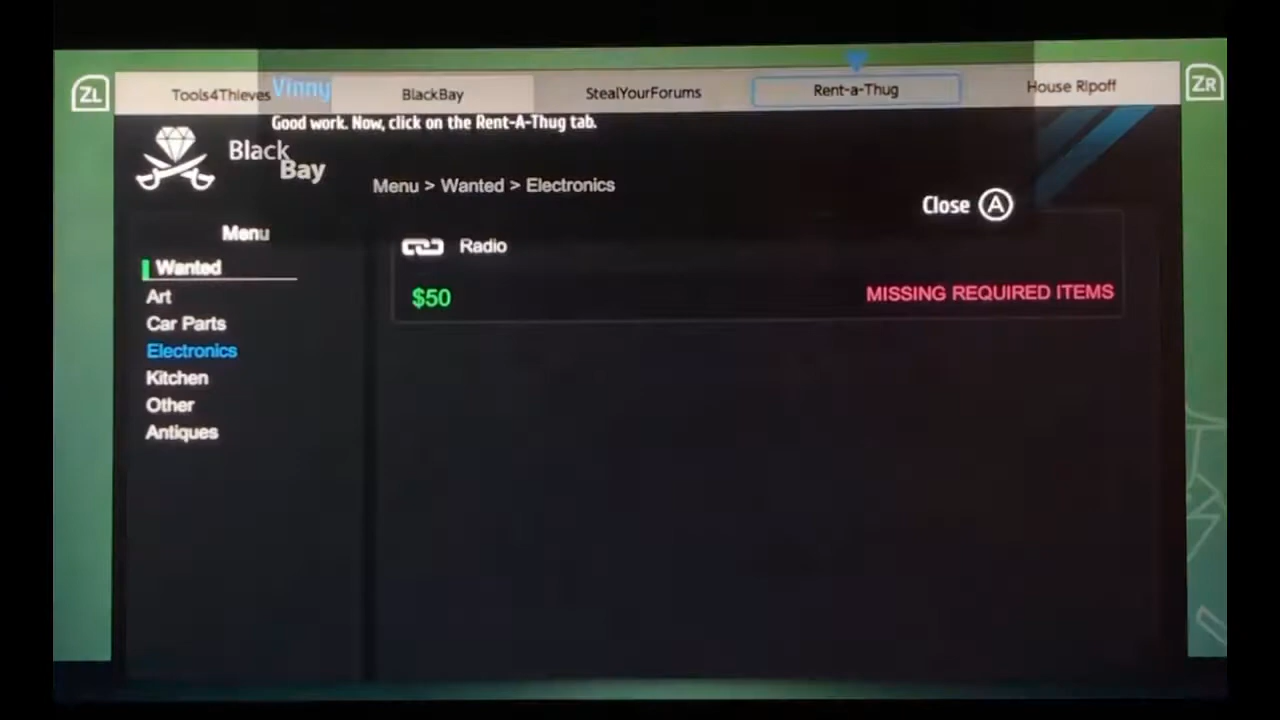 ZL
Tools4Thieves
BlackBay
StealYourForums
Rent-a-Thug
House Ripoff
ZR
Vinny
Good work. Now, click on the Rent-A-Thug tab.
Black
Bay
Menu > Wanted > Electronics
Close A
Menu
Wanted
Art
Car Parts
Electronics
Kitchen
Other
Antiques
Radio
$50
MISSING REQUIRED ITEMS